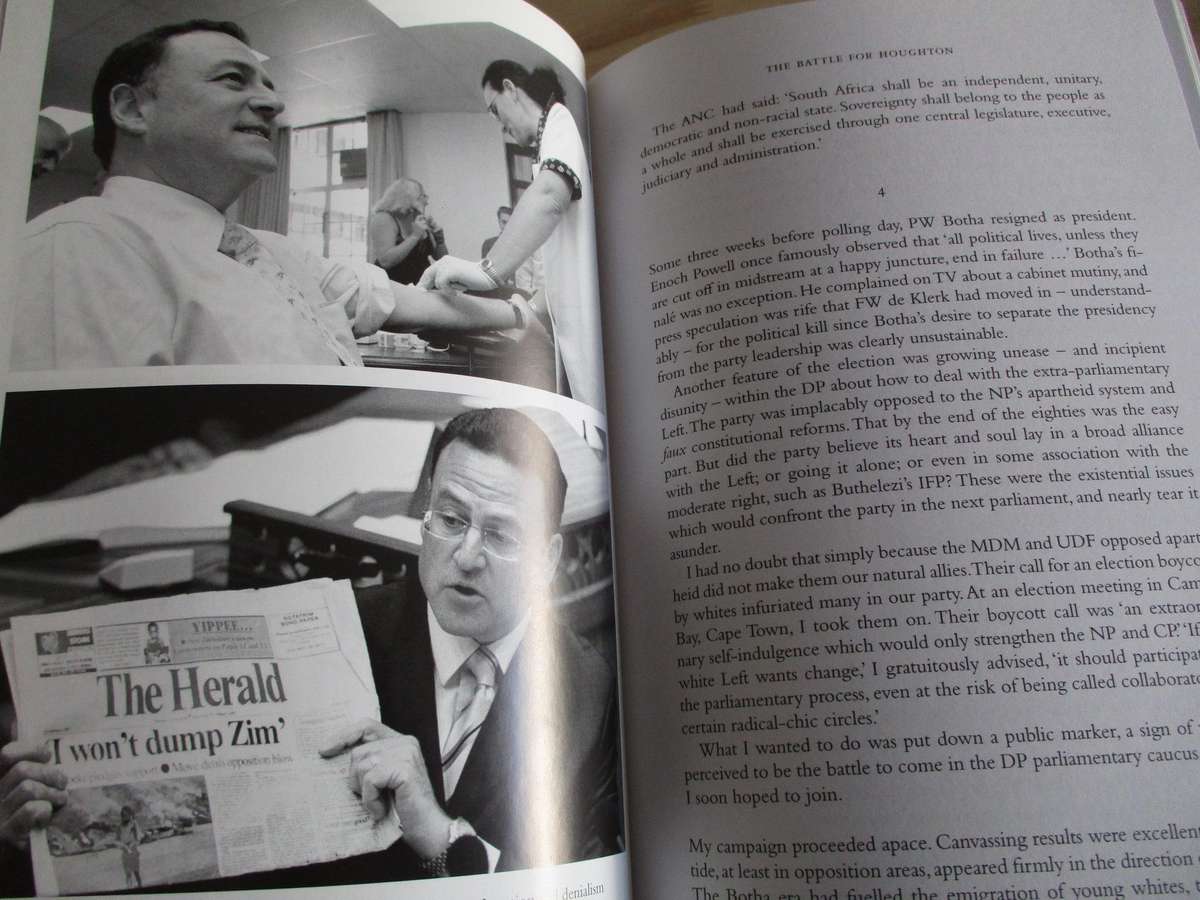 YIPPEE...
The Herald
'I won't dump Zim'
denialism
THE BATTLE FOR HOUGHTON
The ANC had said: 'South Africa shall be an independent, unitary,
democratic and non-racial state. Sovereignty shall belong to the people as
a whole and shall be exercised through one central legislature, executive,
judiciary and administration.'
4
Some three weeks before polling day, PW Botha resigned as president.
Enoch Powell once famously observed that 'all political lives, unless they
are cut off in midstream at a happy juncture, end in failure …' Botha's fi-
nalé was no exception. He complained on TV about a cabinet mutiny, and
press speculation was rife that FW de Klerk had moved in – understand-
ably – for the political kill since Botha's desire to separate the presidency
from the party leadership was clearly unsustainable.
Another feature of the election was growing unease – and incipient
disunity – within the DP about how to deal with the extra-parliamentary
Left. The party was implacably opposed to the NP's apartheid system and
faux constitutional reforms. That by the end of the eighties was the easy
part. But did the party believe its heart and soul lay in a broad alliance
with the Left; or going it alone; or even in some association with the
moderate right, such as Buthelezi's IFP? These were the existential issues
which would confront the party in the next parliament, and nearly tear it
asunder.
I had no doubt that simply because the MDM and UDF opposed apart
heid did not make them our natural allies. Their call for an election boyco
by whites infuriated many in our party. At an election meeting in Cam
Bay, Cape Town, I took them on. Their boycott call was 'an extraor
nary self-indulgence which would only strengthen the NP and CP.' 'If
white Left wants change,' I gratuitously advised, 'it should participat
the parliamentary process, even at the risk of being called collaborato
certain radical-chic circles.'
What I wanted to do was put down a public marker, a sign of
perceived to be the battle to come in the DP parliamentary caucus
I soon hoped to join.
My campaign proceeded apace. Canvassing results were excellen
tide, at least in opposition areas, appeared firmly in the direction
The Botha era had fuelled the emigration of young whites, t